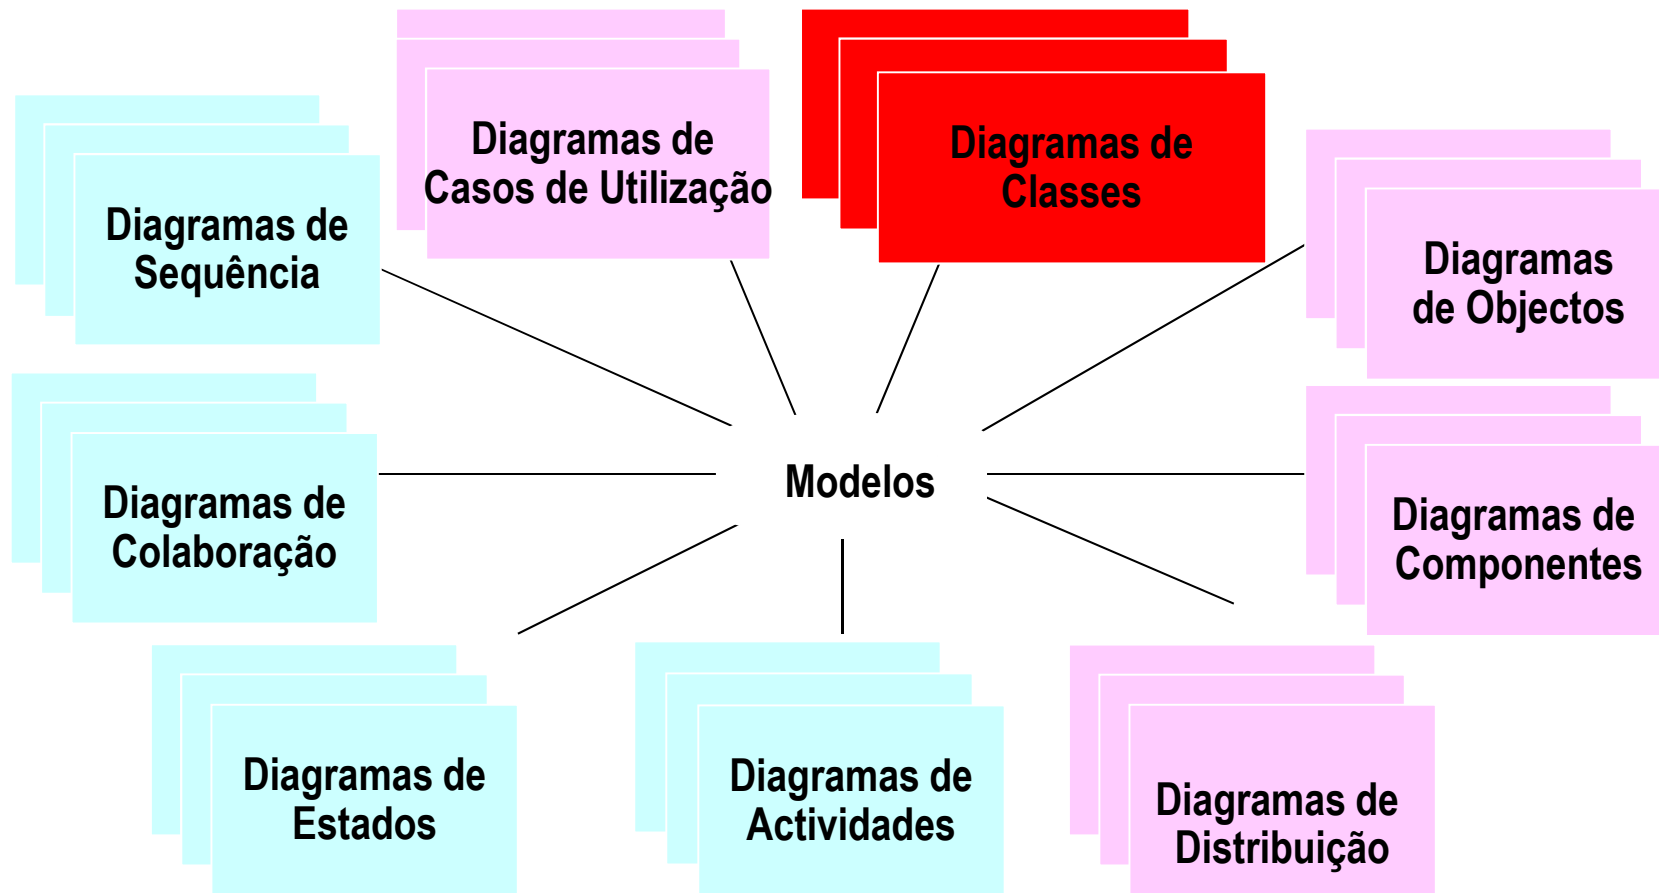 Diagramas de
Casos de Utilização
Diagramas de
Classes
Diagramas de
Sequência
Diagramas
de Objectos
Modelos
Diagramas de
Colaboração
Diagramas de
Componentes
Diagramas de
Estados
Diagramas de
Actividades
Diagramas de
Distribuição